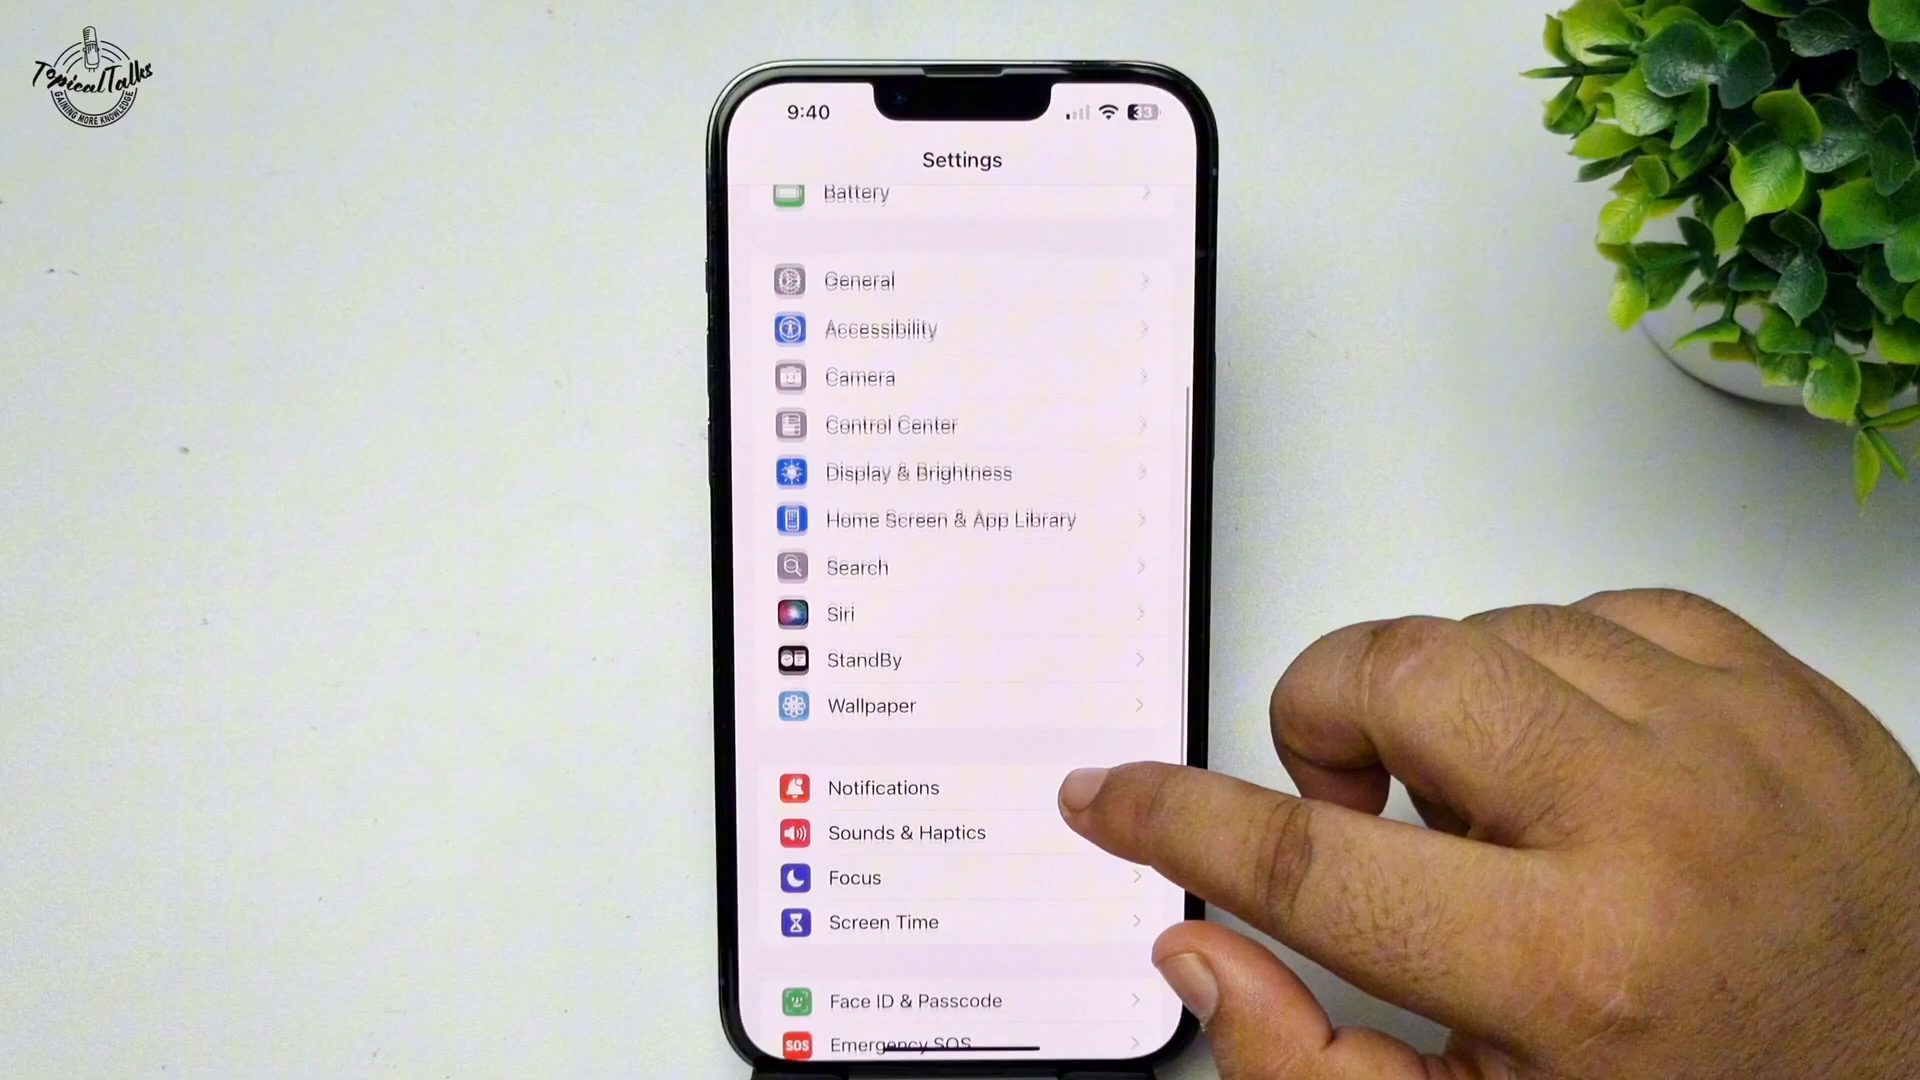 TopicalTalks
GAINING MORE KNOWLEDGE
9:40
33
Settings
Battery
General
Accessibility
Camera
Control Center
Display & Brightness
Home Screen & App Library
Search
Siri
StandBy
Wallpaper
Notifications
Sounds & Haptics
Focus
Screen Time
Face ID & Passcode
SOS Emergency SOS